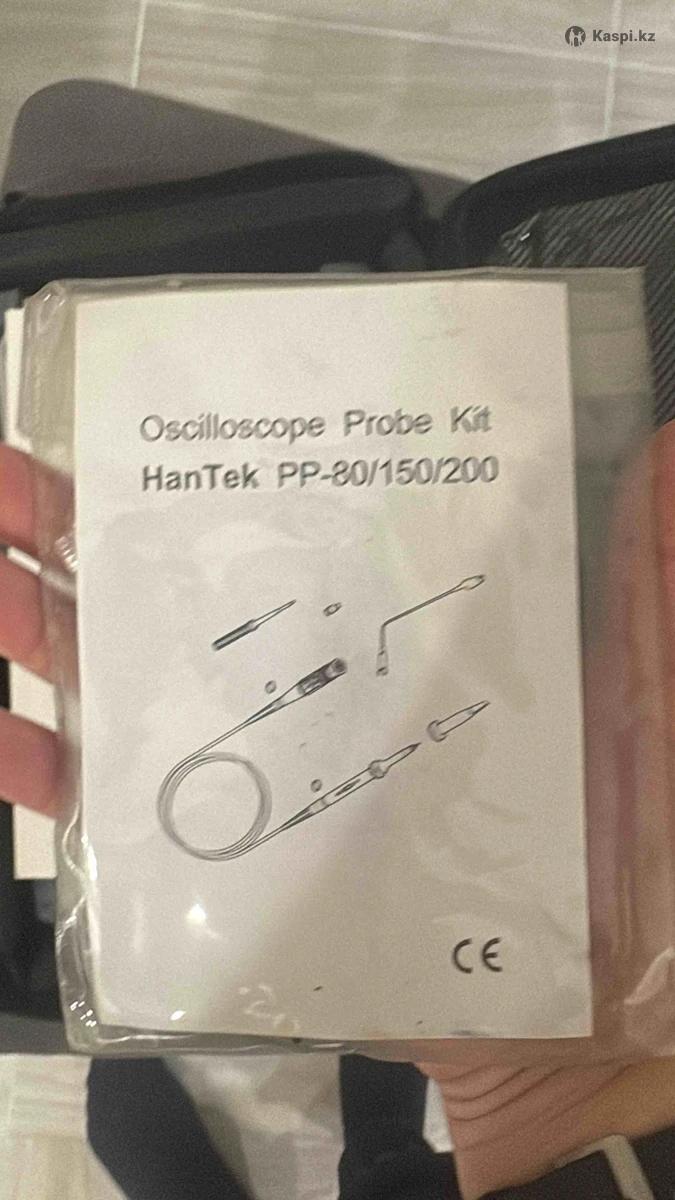 Kaspi.kz
Oscilloscope Probe Kit
HanTek PP-80/150/200
CE